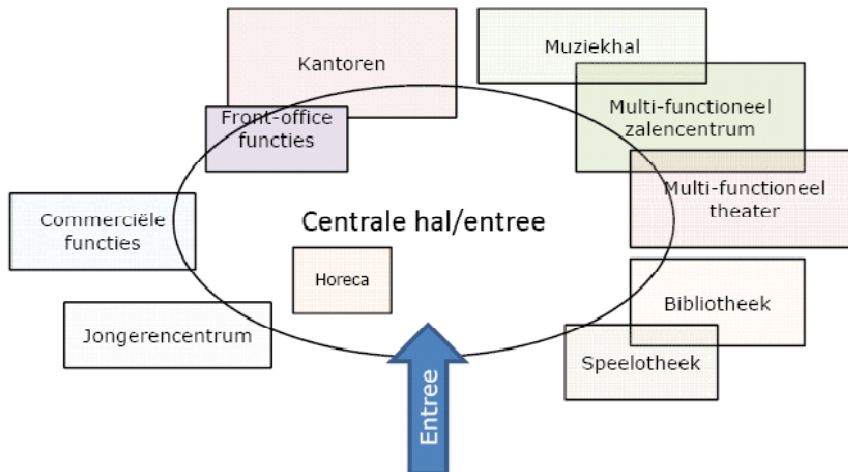 Muziekhal
Kantoren
Multi-functioneel
zalencentrum
Front-office
functies
Multi-functioneel
theater
Commerciële
functies
Centrale hal/entree
Horeca
Bibliotheek
Jongerencentrum
Speelotheek
Entree